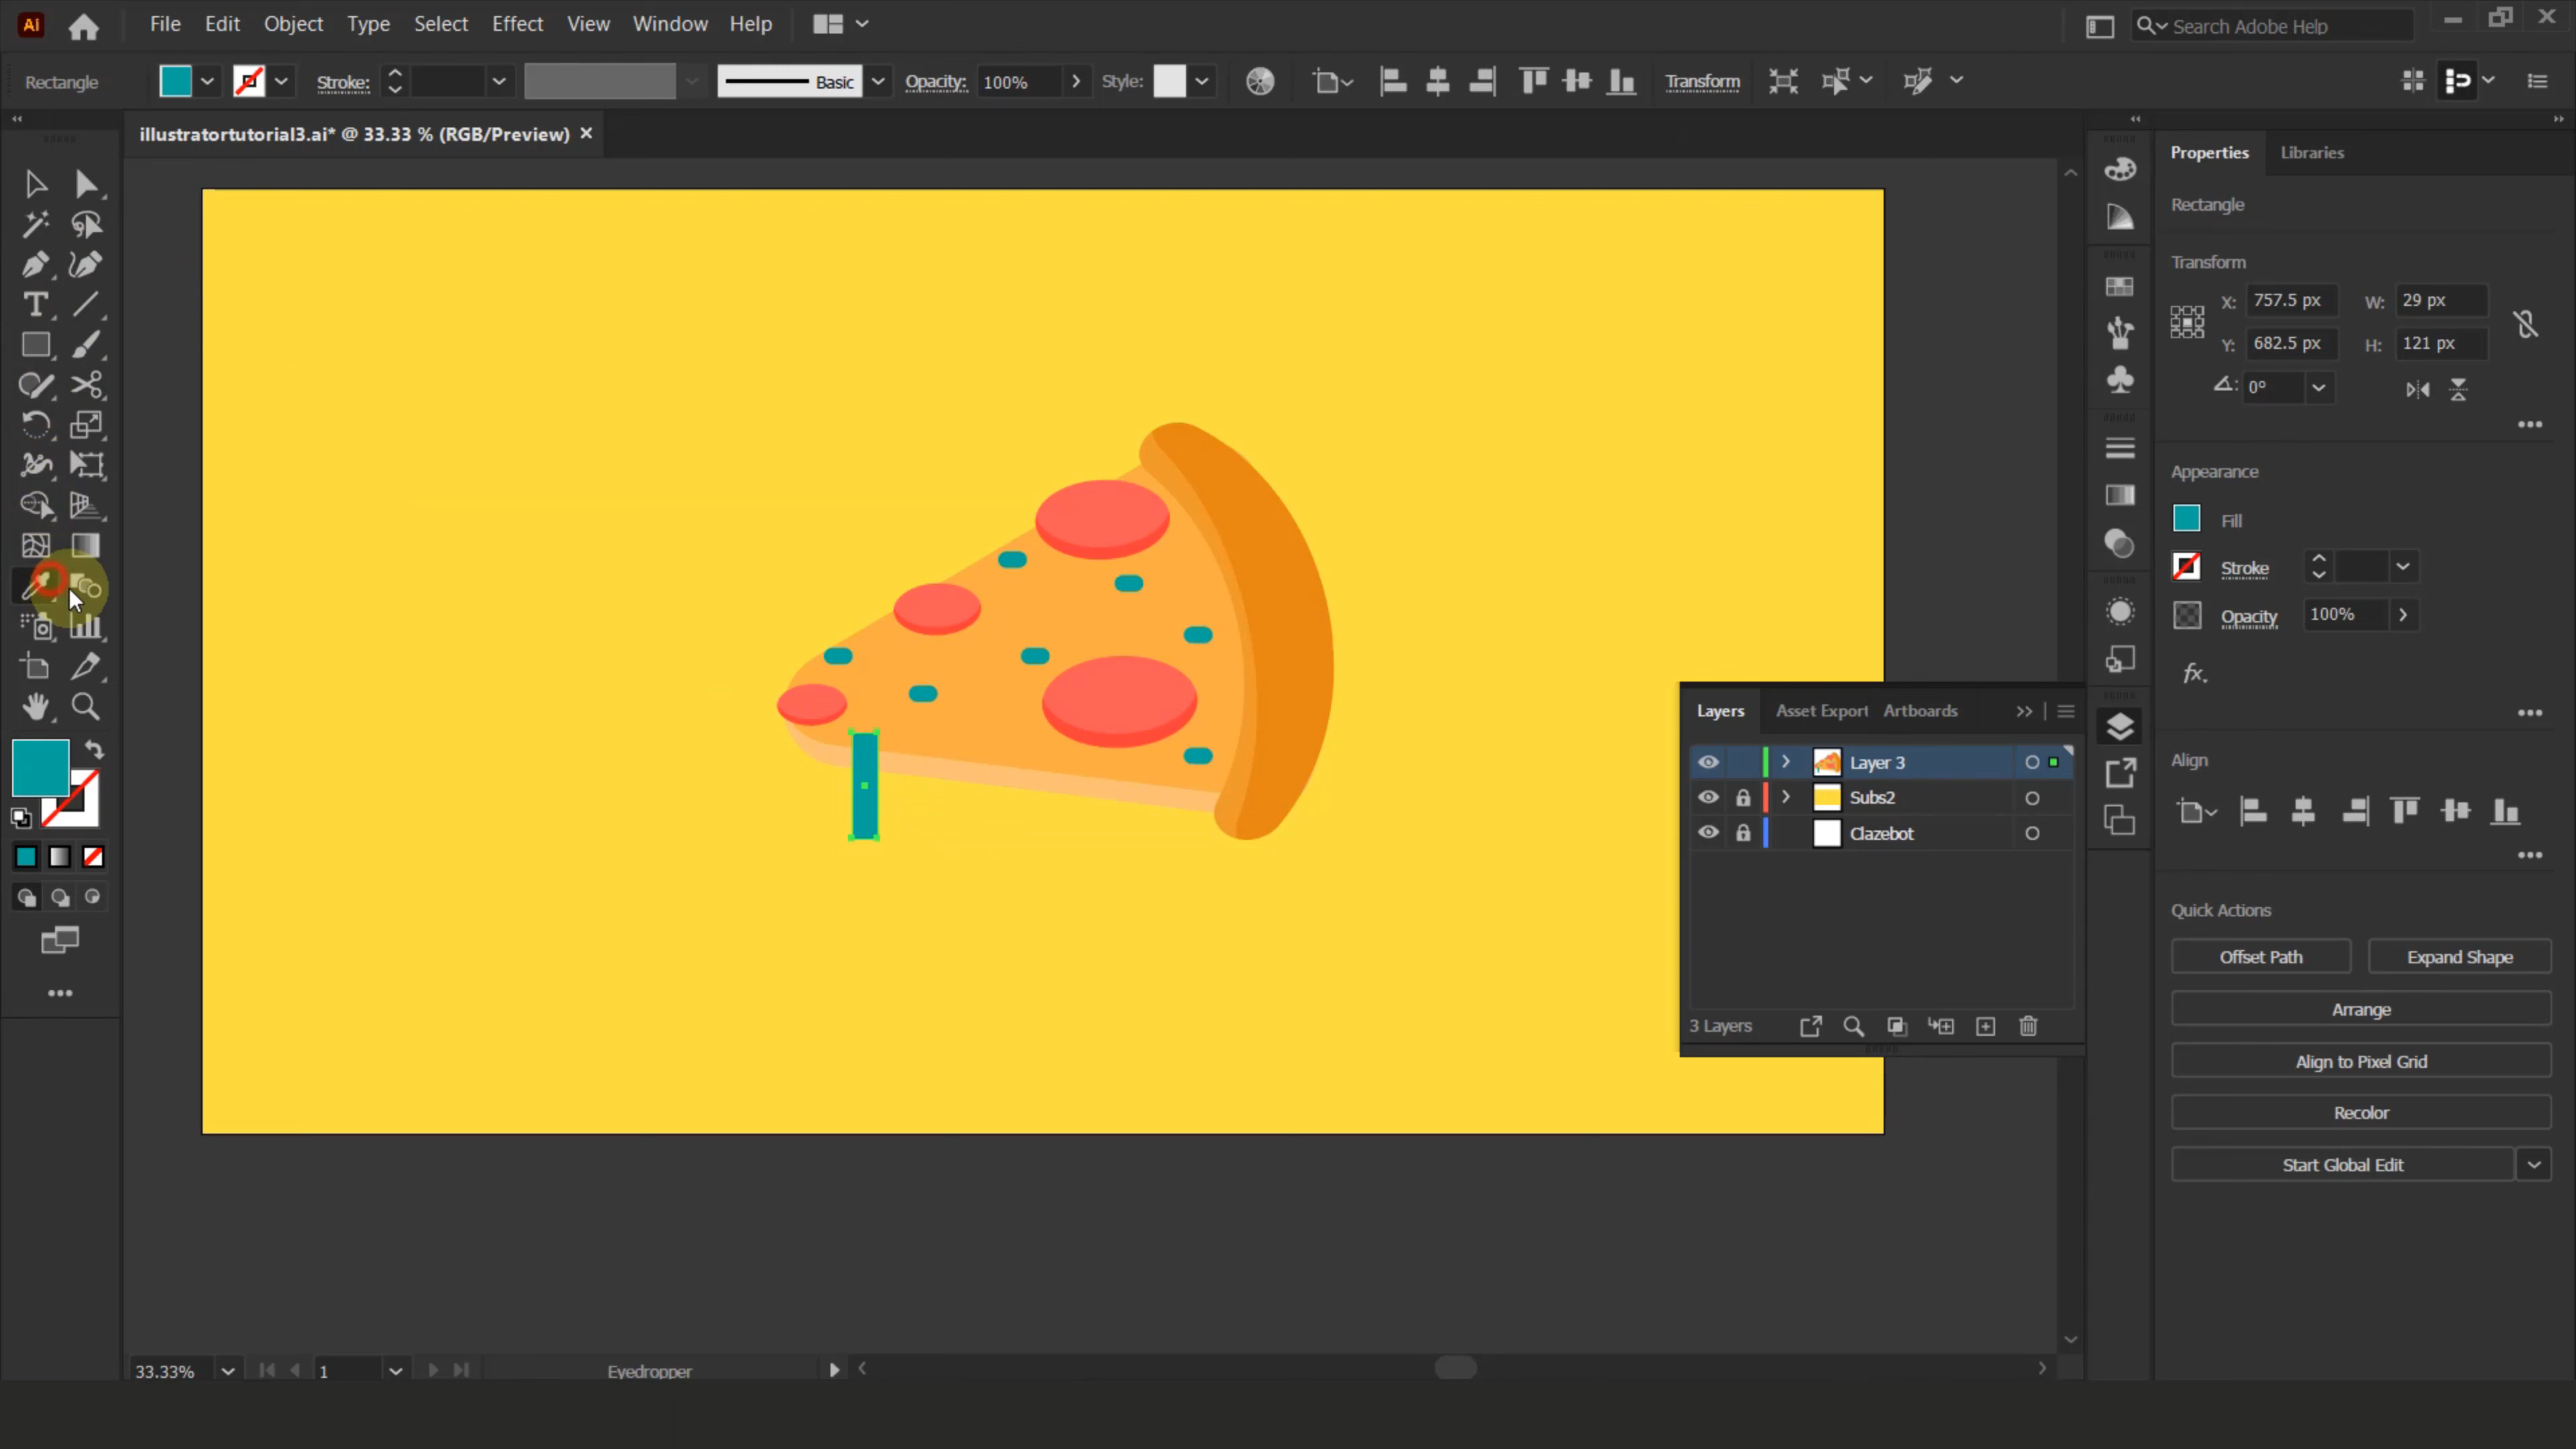 Ai File Edit Object Type Select Effect View Window Help Search Adobe Help
Rectangle Stroke: Basic Opacity: 100% Style: Transform
illustratortutorial3.ai* @ 33.33 % (RGB/Preview) ×
Properties Libraries
Rectangle
Transform
X: 757.5 px W: 29 px
Y: 682.5 px H: 121 px
0°
Appearance
Fill
Stroke
Opacity 100%
fx.
Layers Asset Export Artboards
Layer 3
Subs2
Clazebot
3 Layers
Align
Quick Actions
Offset Path Expand Shape
Arrange
Align to Pixel Grid
Recolor
Start Global Edit
33.33% 1 Eyedropper